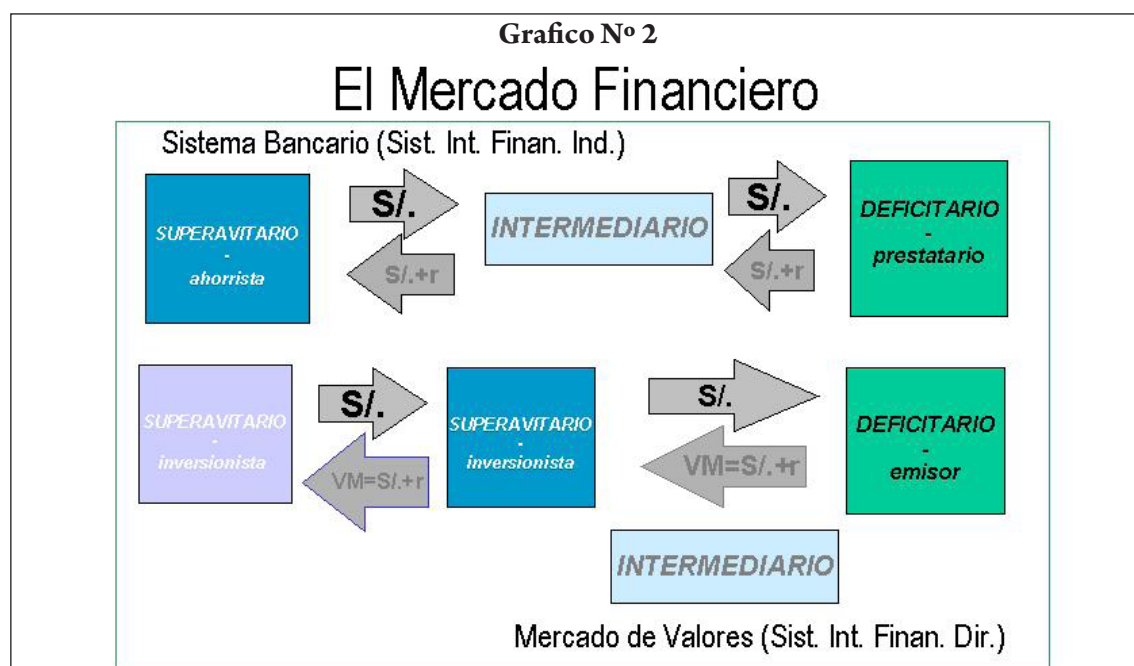 Grafico Nº 2
El Mercado Financiero
Sistema Bancario (Sist. Int. Finan. Ind.)
SUPERAVITARIO
-
ahorrista
S/.
S/.+r
INTERMEDIARIO
S/.
S/.+r
DEFICITARIO
-
prestatario
SUPERAVITARIO
-
inversionista
S/.
VM=S/.+r
SUPERAVITARIO
-
inversionista
S/.
VM=S/.+r
DEFICITARIO
-
emisor
INTERMEDIARIO
Mercado de Valores (Sist. Int. Finan. Dir.)